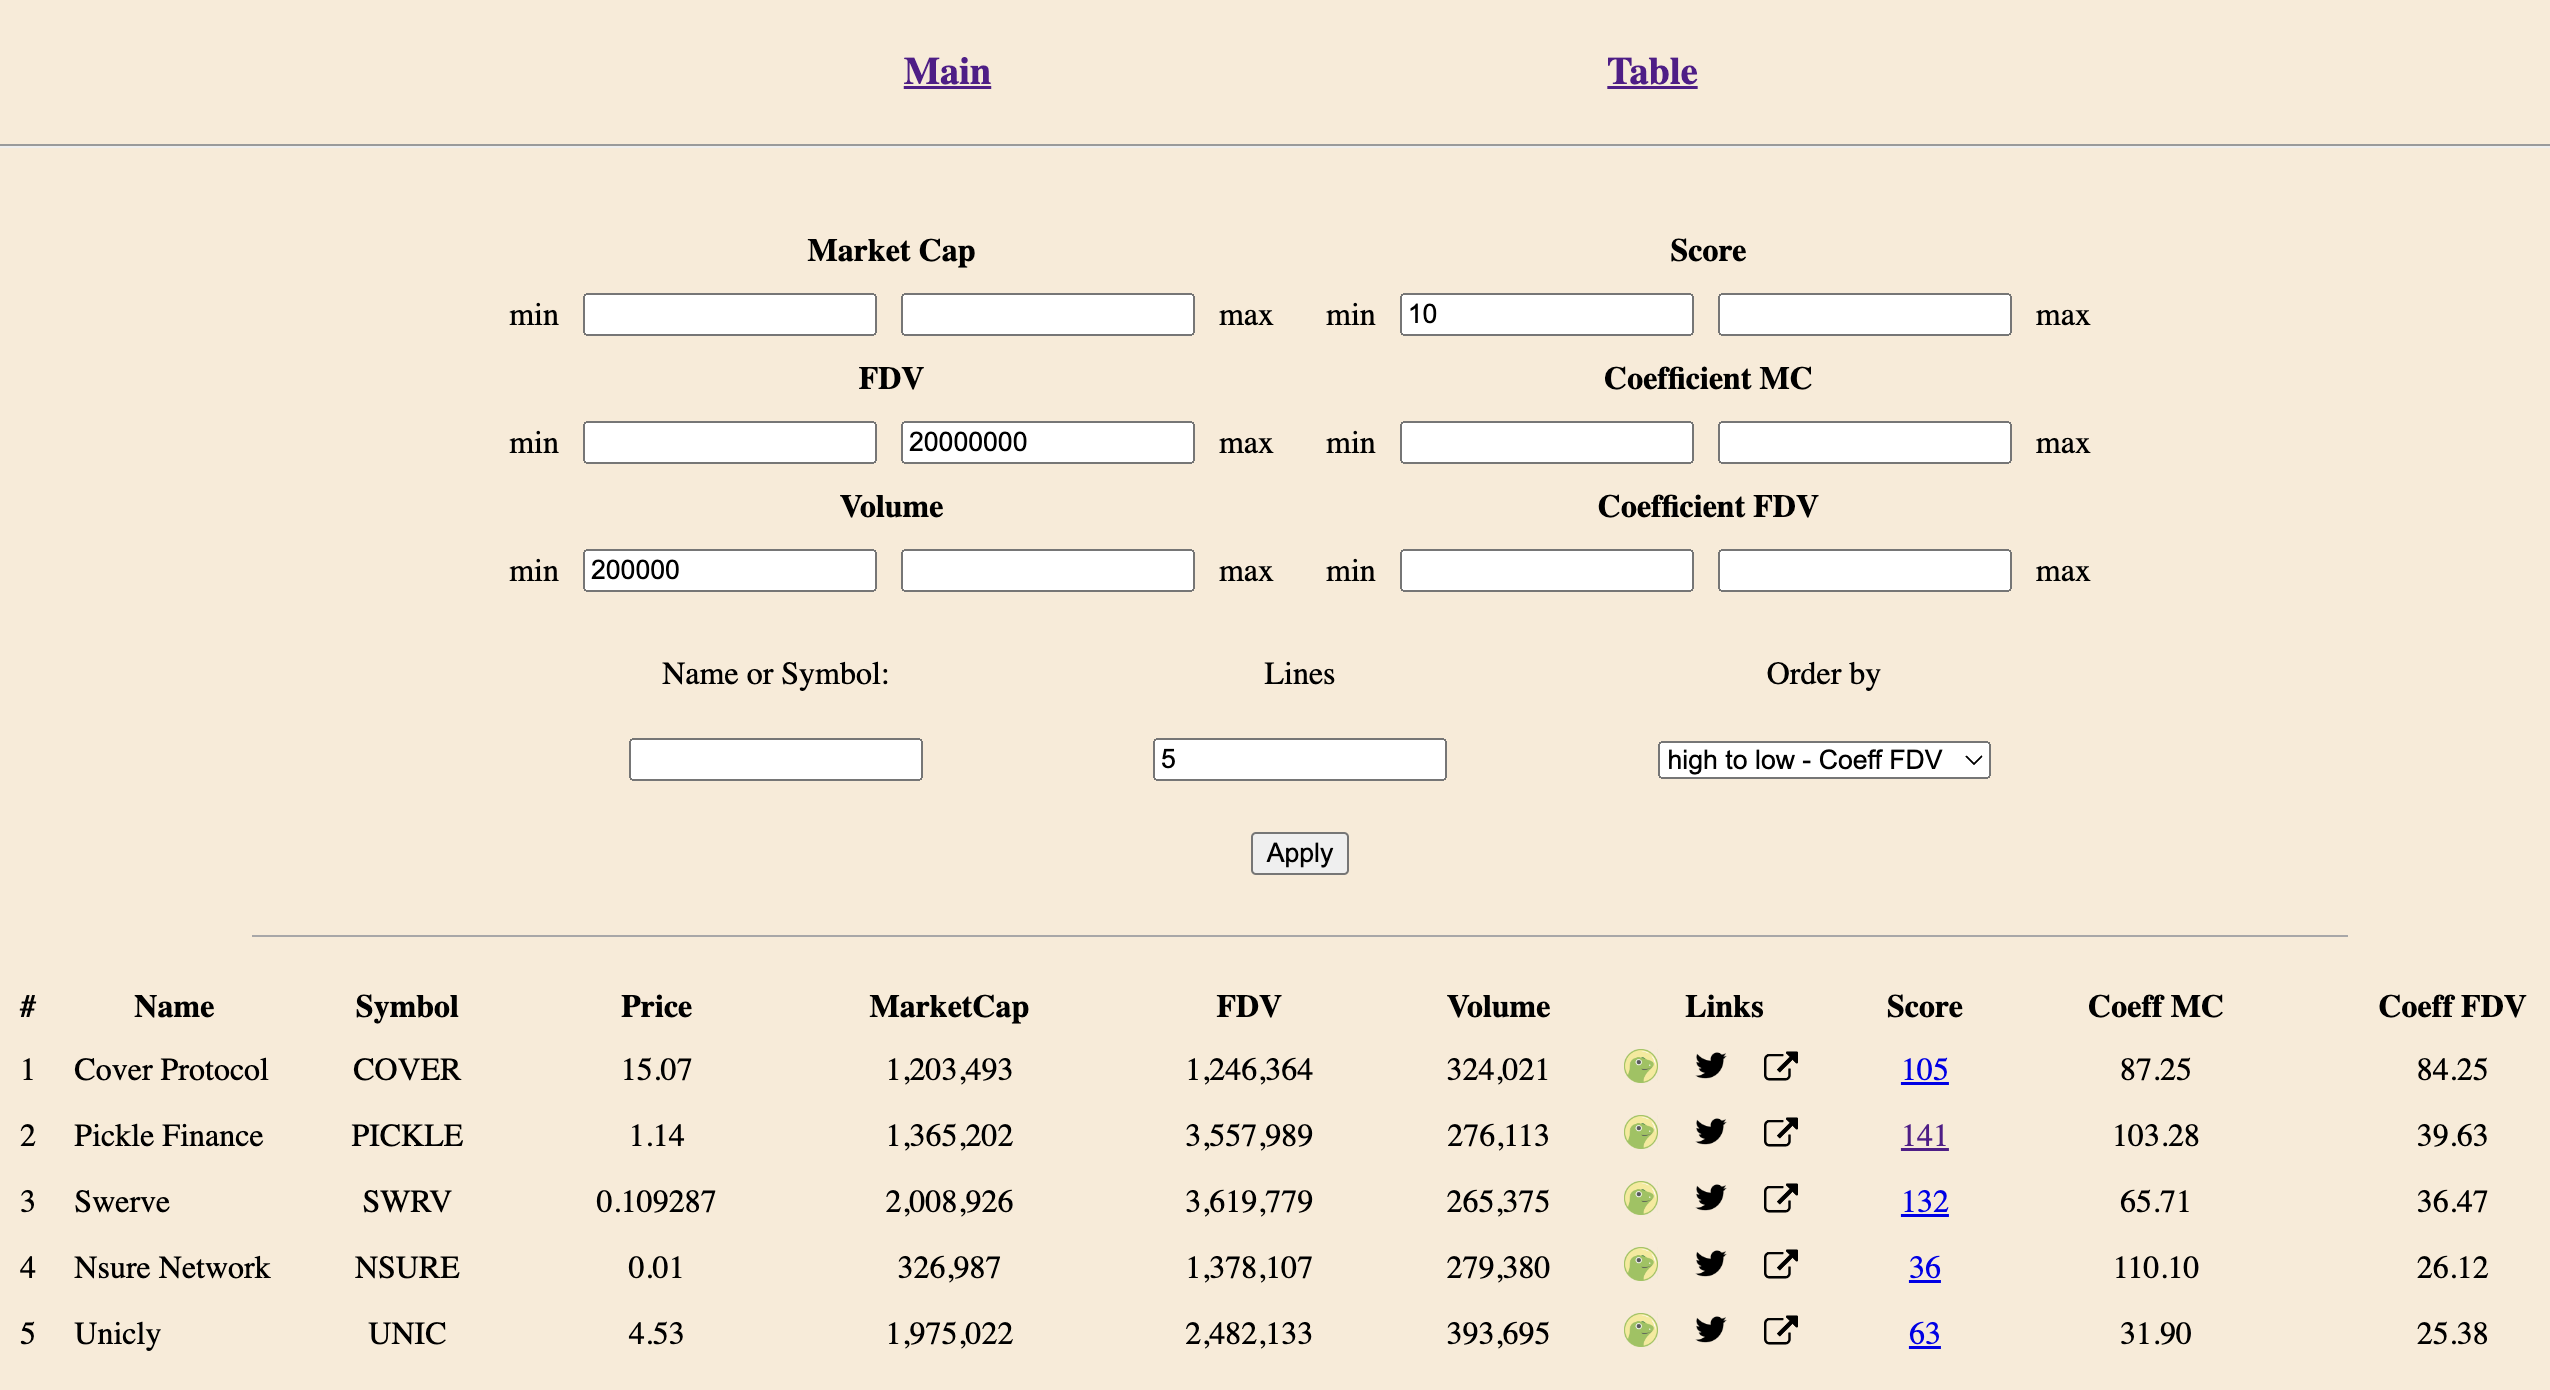 Main Table
Market Cap Score
min max min 10 max
FDV Coefficient MC
min 20000000 max min max
Volume Coefficient FDV
min 200000 max min max
Name or Symbol: Lines Order by
5 high to low - Coeff FDV
Apply
# Name Symbol Price MarketCap FDV Volume Links Score Coeff MC Coeff FDV
1 Cover Protocol COVER 15.07 1,203,493 1,246,364 324,021 105 87.25 84.25
2 Pickle Finance PICKLE 1.14 1,365,202 3,557,989 276,113 141 103.28 39.63
3 Swerve SWRV 0.109287 2,008,926 3,619,779 265,375 132 65.71 36.47
4 Nsure Network NSURE 0.01 326,987 1,378,107 279,380 36 110.10 26.12
5 Unicly UNIC 4.53 1,975,022 2,482,133 393,695 63 31.90 25.38